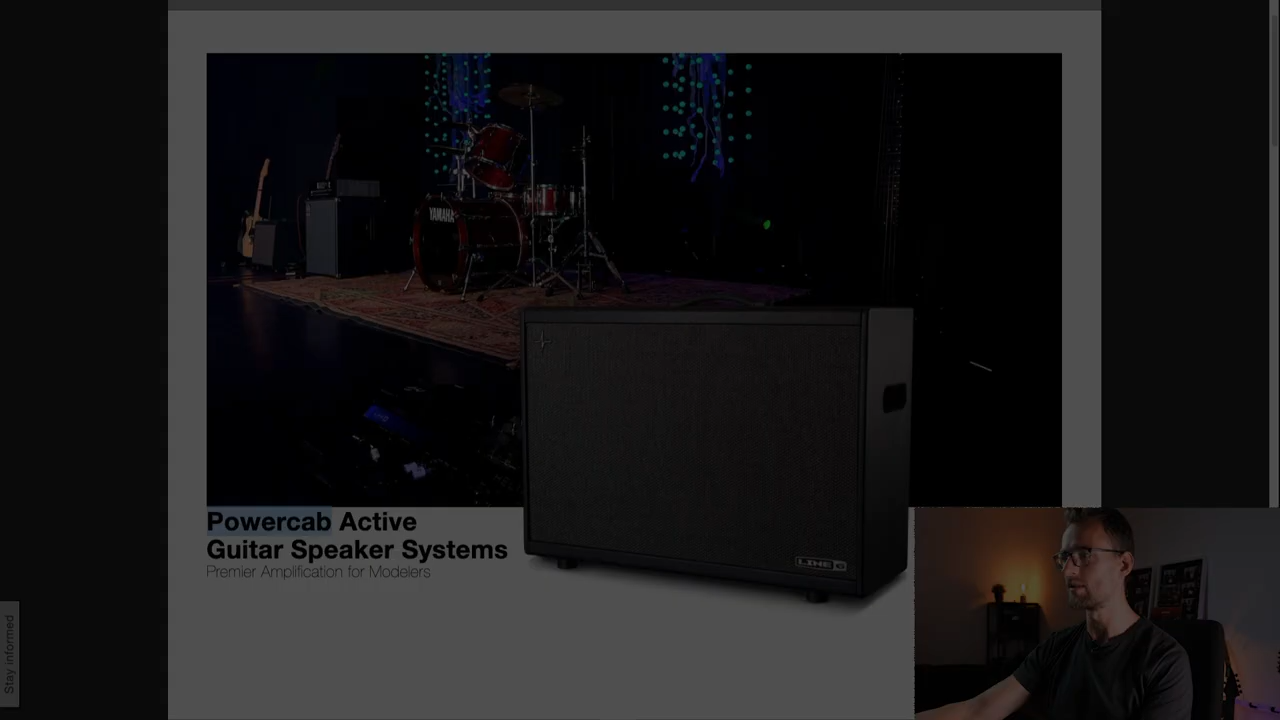 YAMAHA
Powercab Active
Guitar Speaker Systems
Premier Amplification for Modelers
LINE 6
Stay informed